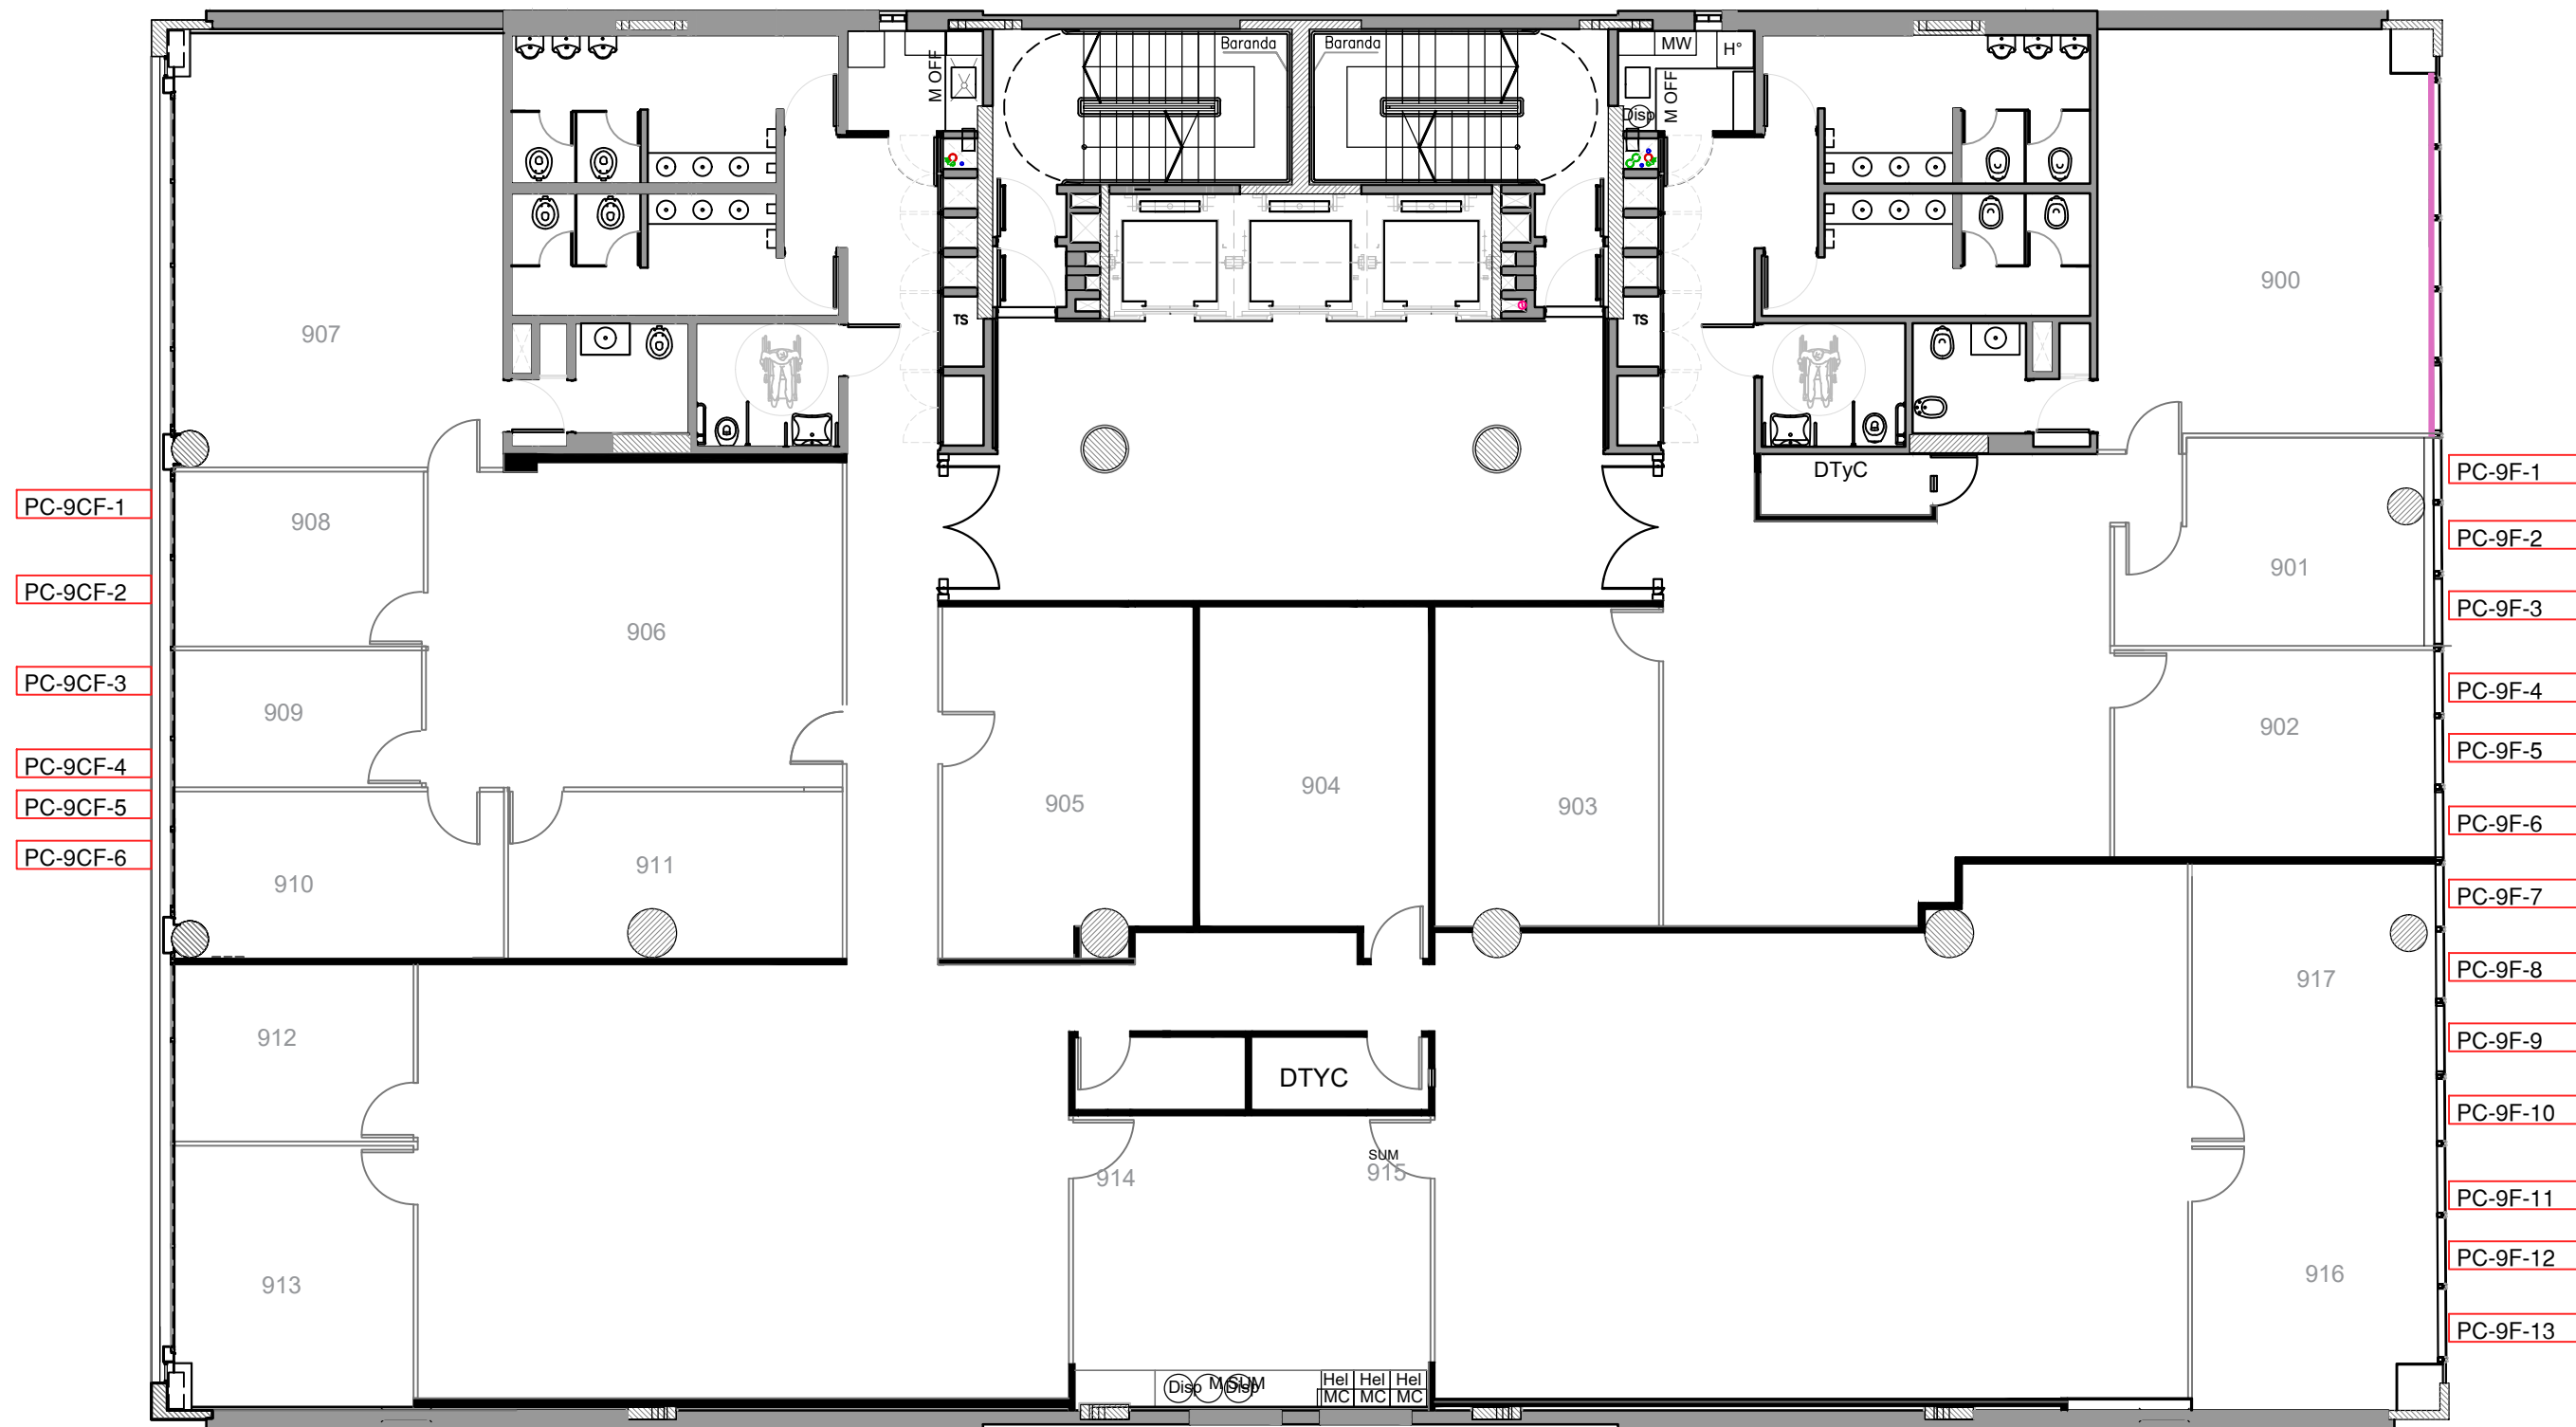 Baranda
Baranda
M OFF
MW
H°
M OFF
Disp
900
907
TS
TS
DTyC
PC-9F-1
PC-9CF-1
908
PC-9F-2
901
PC-9CF-2
PC-9F-3
906
PC-9CF-3
PC-9F-4
909
902
PC-9CF-4
PC-9F-5
904
905
903
PC-9CF-5
PC-9F-6
PC-9CF-6
911
910
PC-9F-7
917
PC-9F-8
912
PC-9F-9
DTYC
PC-9F-10
SUM
914
915
PC-9F-11
PC-9F-12
916
913
PC-9F-13
Disp
M SUM
Disp
Hel Hel Hel
MC MC MC